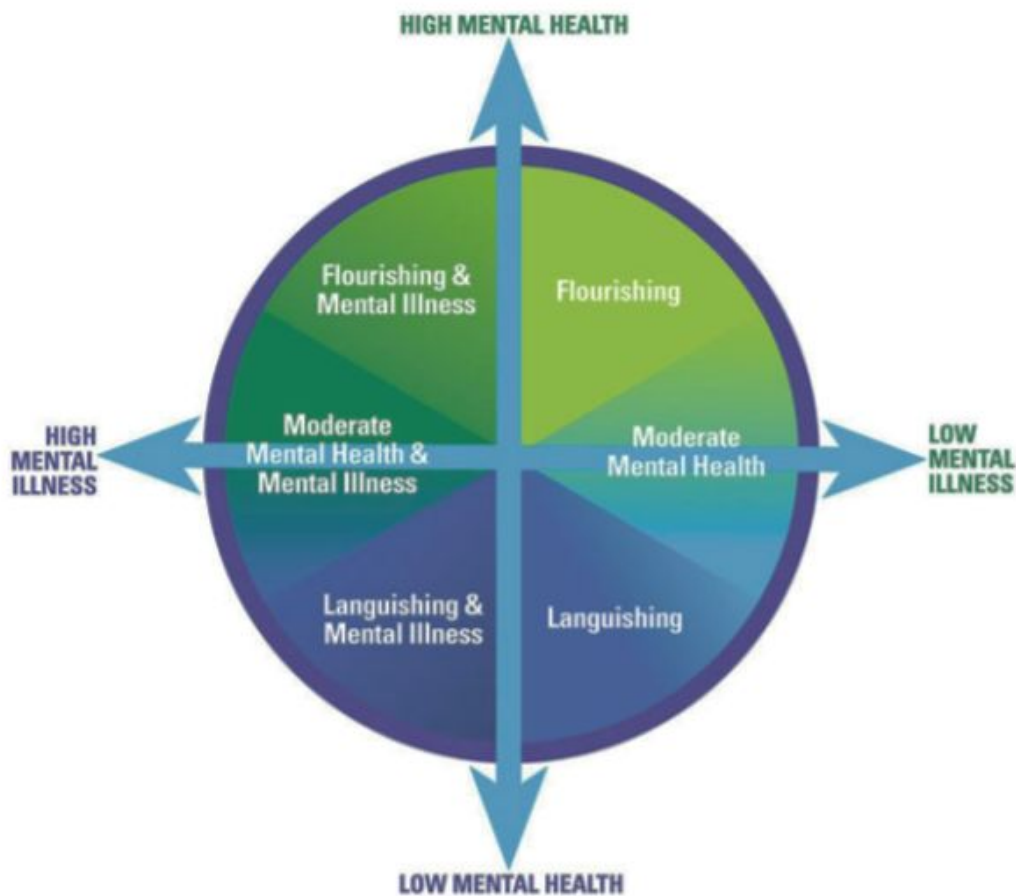 HIGH MENTAL HEALTH
Flourishing &
Mental Illness
Flourishing
HIGH
MENTAL
ILLNESS
Moderate
Mental Health &
Mental Illness
Moderate
Mental Health
LOW
MENTAL
ILLNESS
Languishing &
Mental Illness
Languishing
LOW MENTAL HEALTH